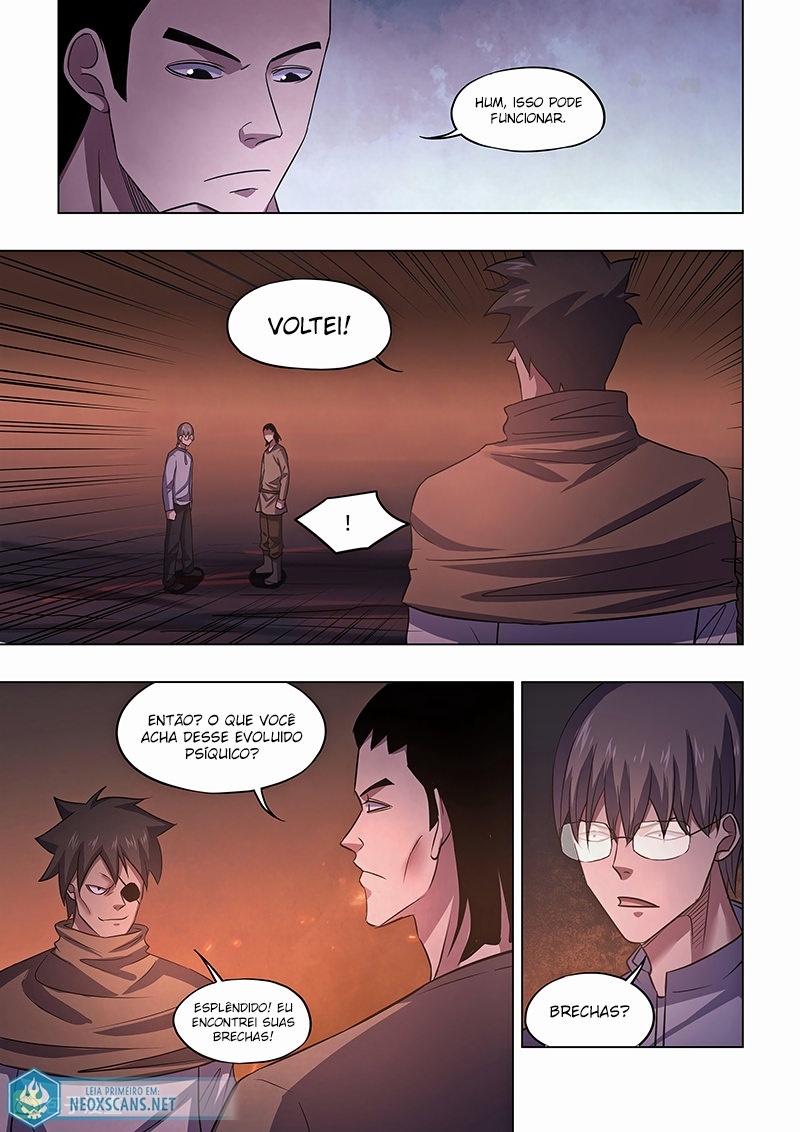 HUM, ISSO PODE
FUNCIONAR.
VOLTEI!
!
ENTÃO? O QUE VOCÊ
ACHA DESSE EVOLUIDO
PSÍQUICO?
ESPLÊNDIDO! EU
ENCONTREI SUAS
BRECHAS!
BRECHAS?
LEIA PRIMEIRO EM:
NEOXSCANS.NET